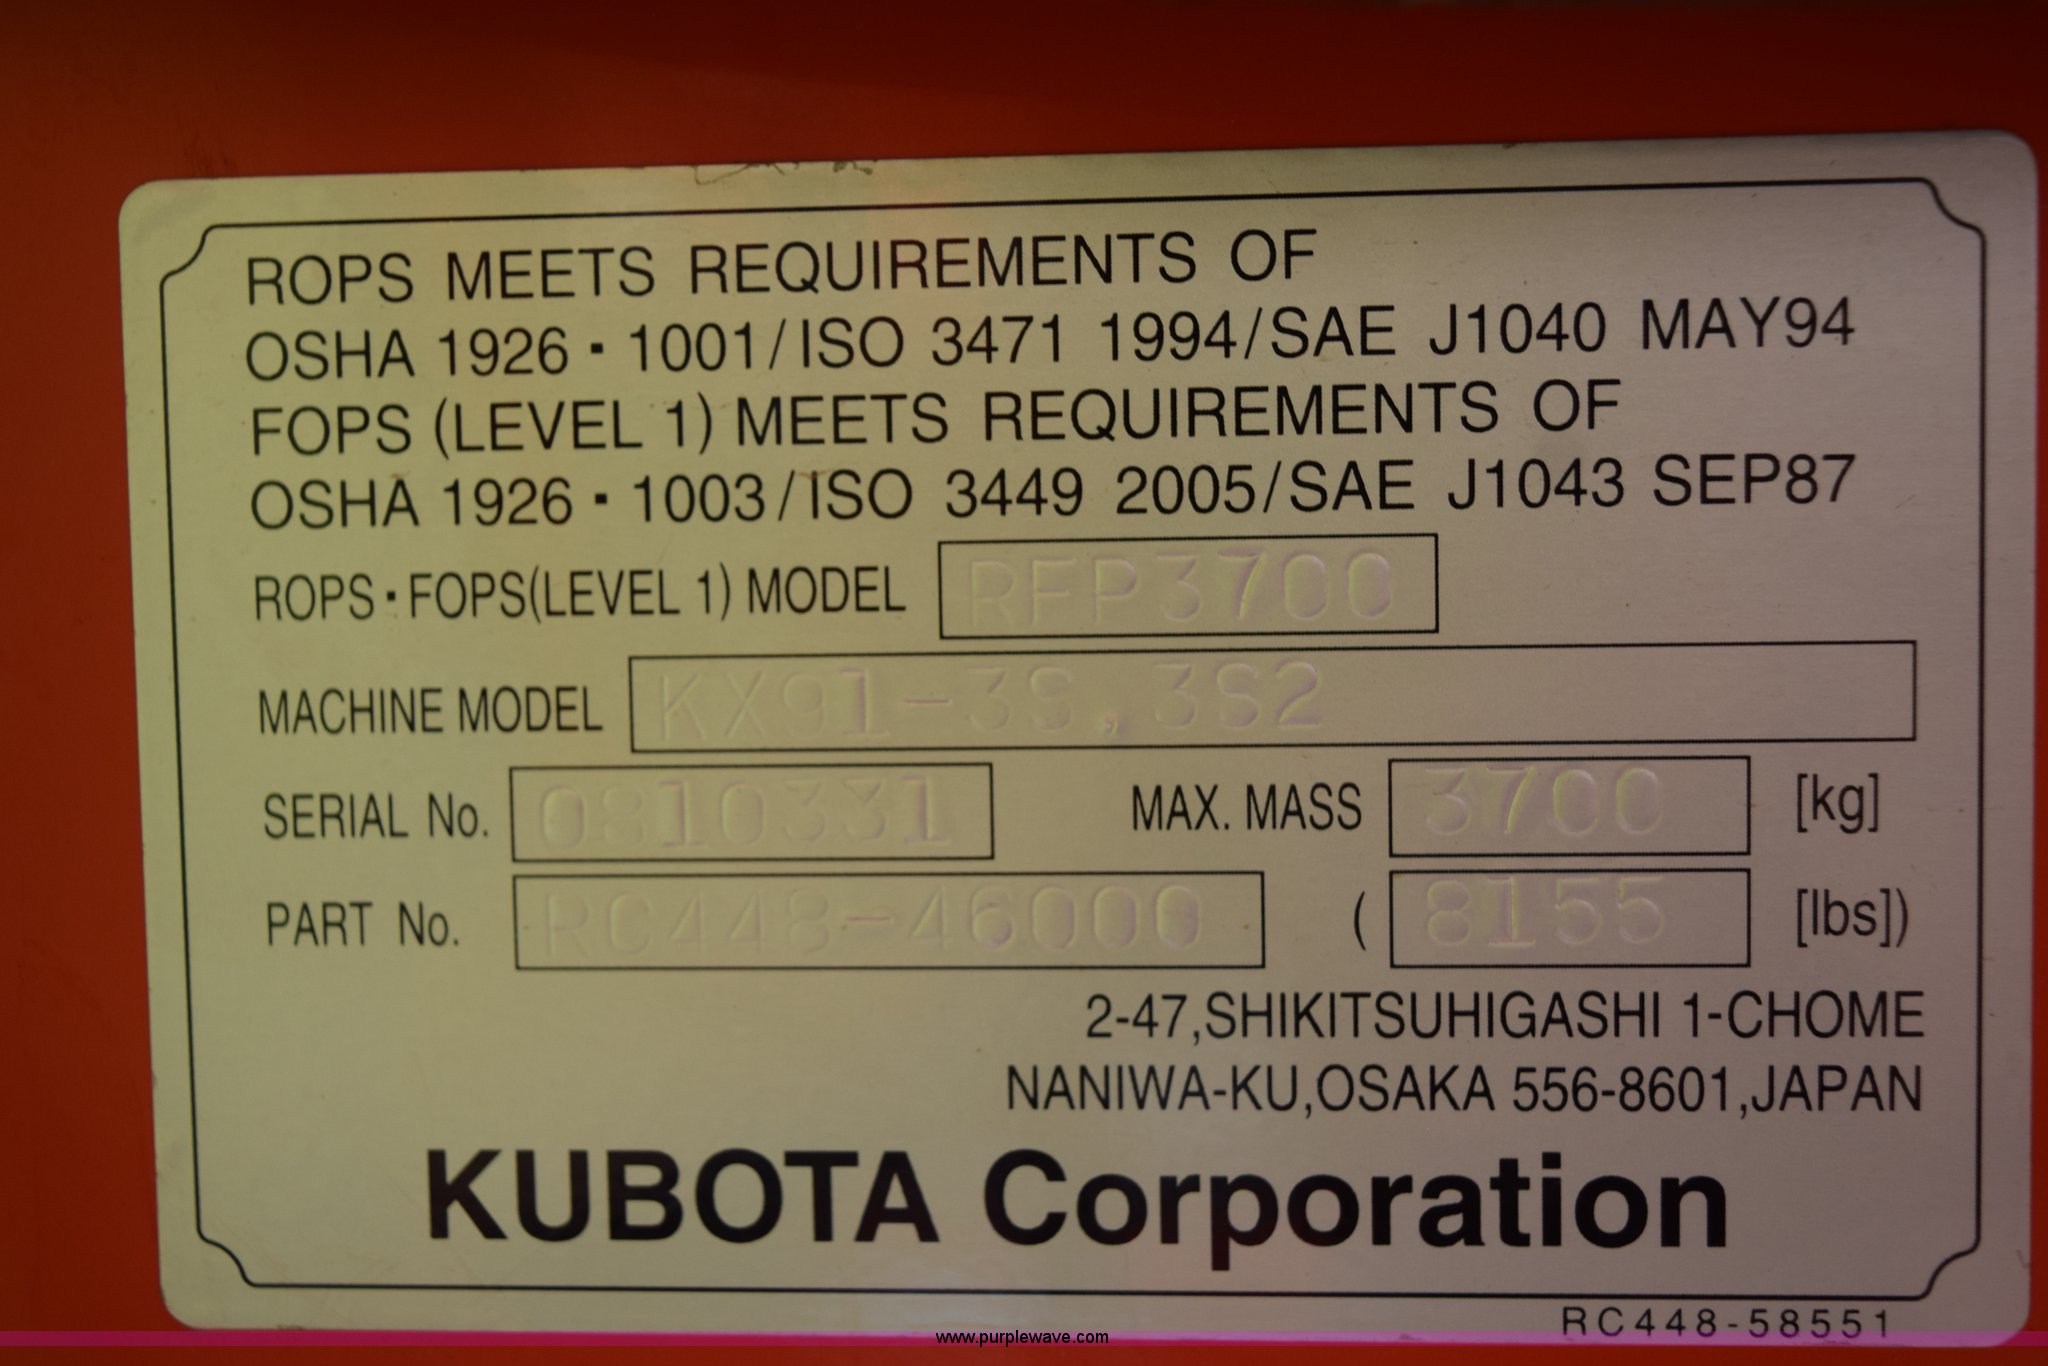 ROPS MEETS REQUIREMENTS OF
OSHA 1926・1001/ISO 3471 1994/SAE J1040 MAY94
FOPS (LEVEL 1) MEETS REQUIREMENTS OF
OSHA 1926・1003/ISO 3449 2005/SAE J1043 SEP87
ROPS・FOPS(LEVEL 1) MODEL RFP3700
MACHINE MODEL KX91-3S,3S2
SERIAL No. 0810331 MAX. MASS 3700 [kg]
PART No. RC448-46000 (8155 [lbs])
2-47,SHIKITSUHIGASHI 1-CHOME
NANIWA-KU,OSAKA 556-8601,JAPAN
KUBOTA Corporation
RC448-58551
www.purplewave.com